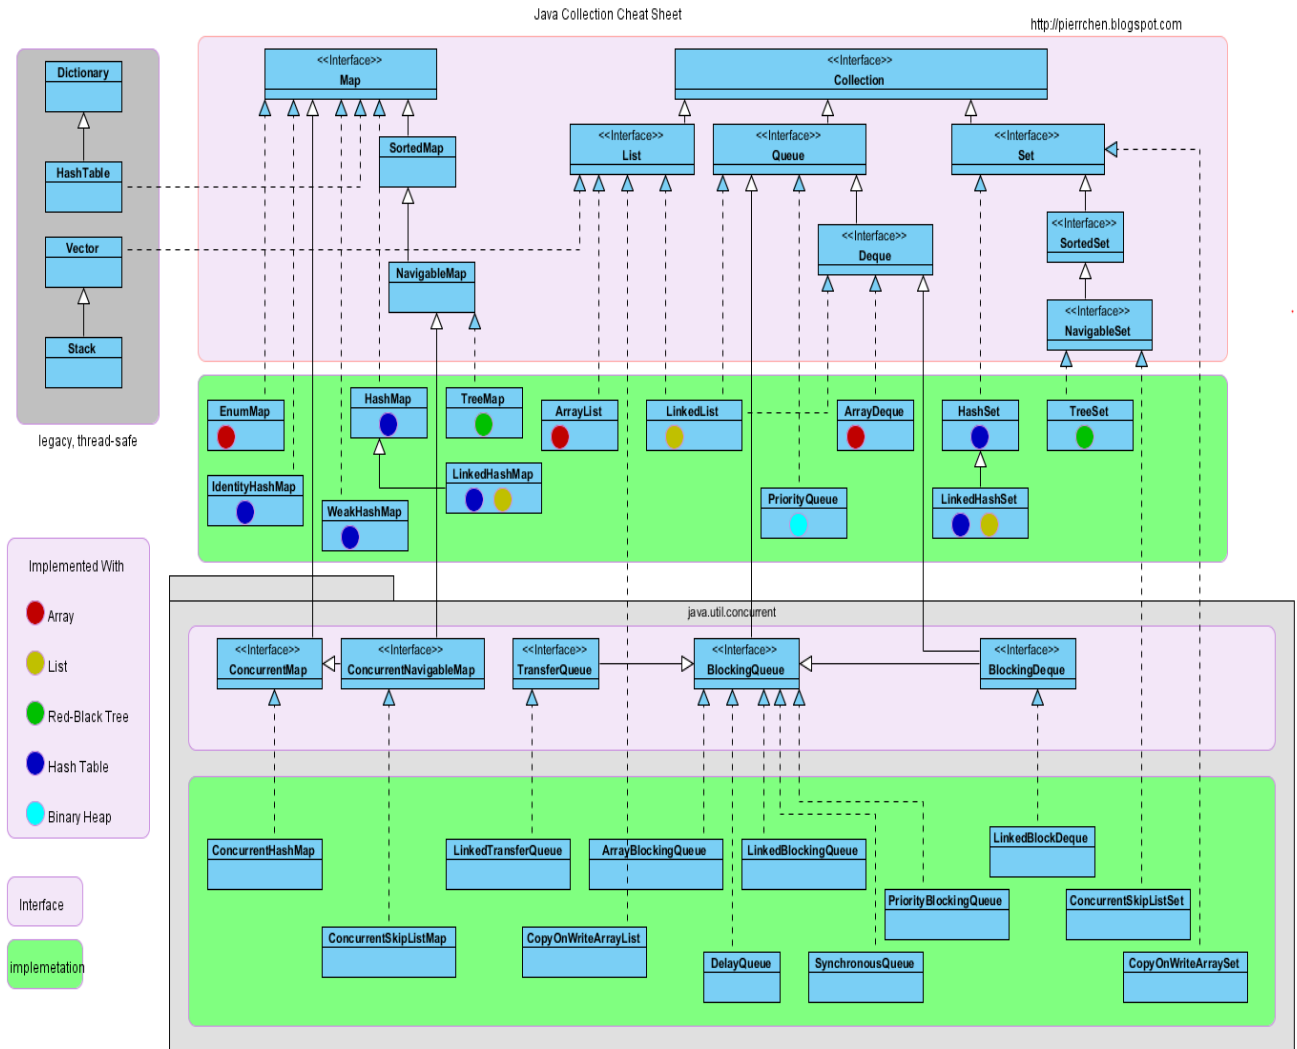 Java Collection Cheat Sheet
http://pierrchen.blogspot.com
Dictionary
HashTable
Vector
Stack
legacy, thread-safe
<<Interface>>
Map
<<Interface>>
Collection
SortedMap
<<Interface>>
List
<<Interface>>
Queue
<<Interface>>
Set
NavigableMap
<<Interface>>
Deque
<<Interface>>
SortedSet
<<Interface>>
NavigableSet
EnumMap
HashMap
TreeMap
ArrayList
LinkedList
ArrayDeque
HashSet
TreeSet
IdentityHashMap
WeakHashMap
LinkedHashMap
PriorityQueue
LinkedHashSet
Implemented With
Array
List
Red-Black Tree
Hash Table
Binary Heap
Interface
implemetation
java.util.concurrent
<<Interface>>
ConcurrentMap
<<Interface>>
ConcurrentNavigableMap
<<Interface>>
TransferQueue
<<Interface>>
BlockingQueue
<<Interface>>
BlockingDeque
ConcurrentHashMap
LinkedTransferQueue
ArrayBlockingQueue
LinkedBlockingQueue
LinkedBlockDeque
PriorityBlockingQueue
ConcurrentSkipListSet
ConcurrentSkipListMap
CopyOnWriteArrayList
DelayQueue
SynchronousQueue
CopyOnWriteArraySet